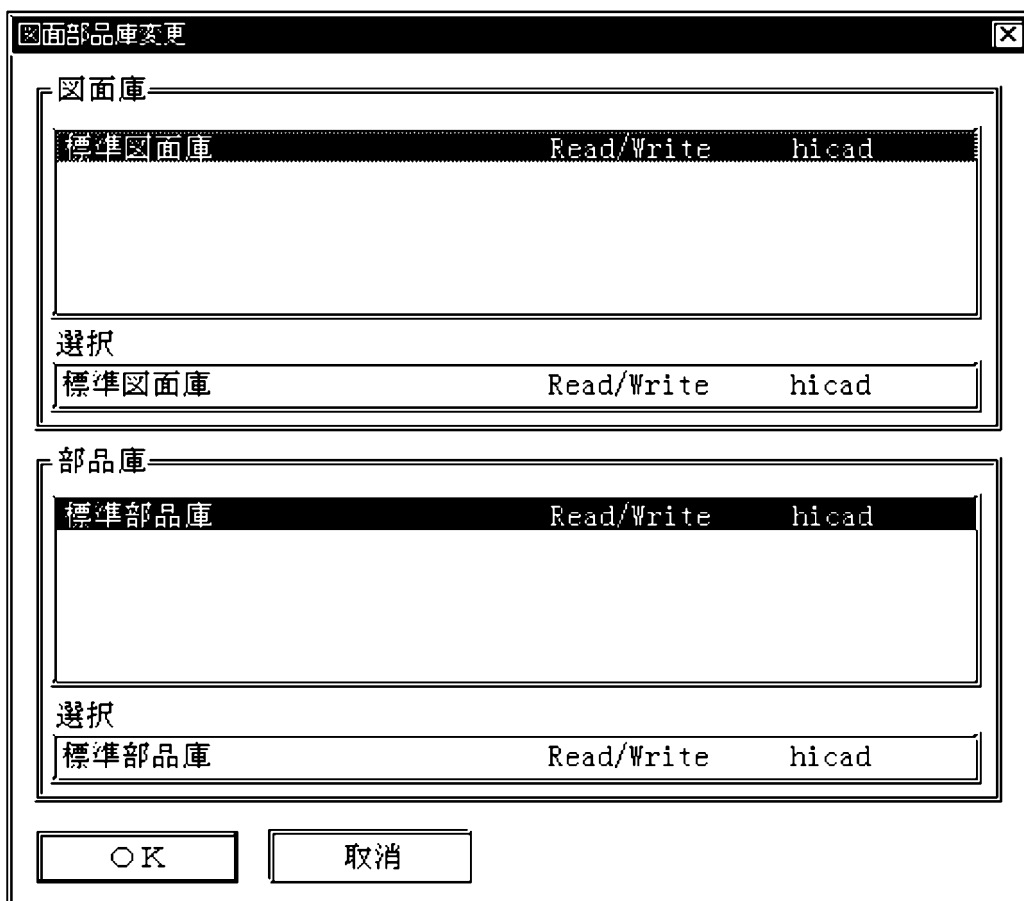 図面部品庫変更
図面庫
標準図面庫 Read/Write hicad
選択
標準図面庫 Read/Write hicad
部品庫
標準部品庫 Read/Write hicad
選択
標準部品庫 Read/Write hicad
OK 取消